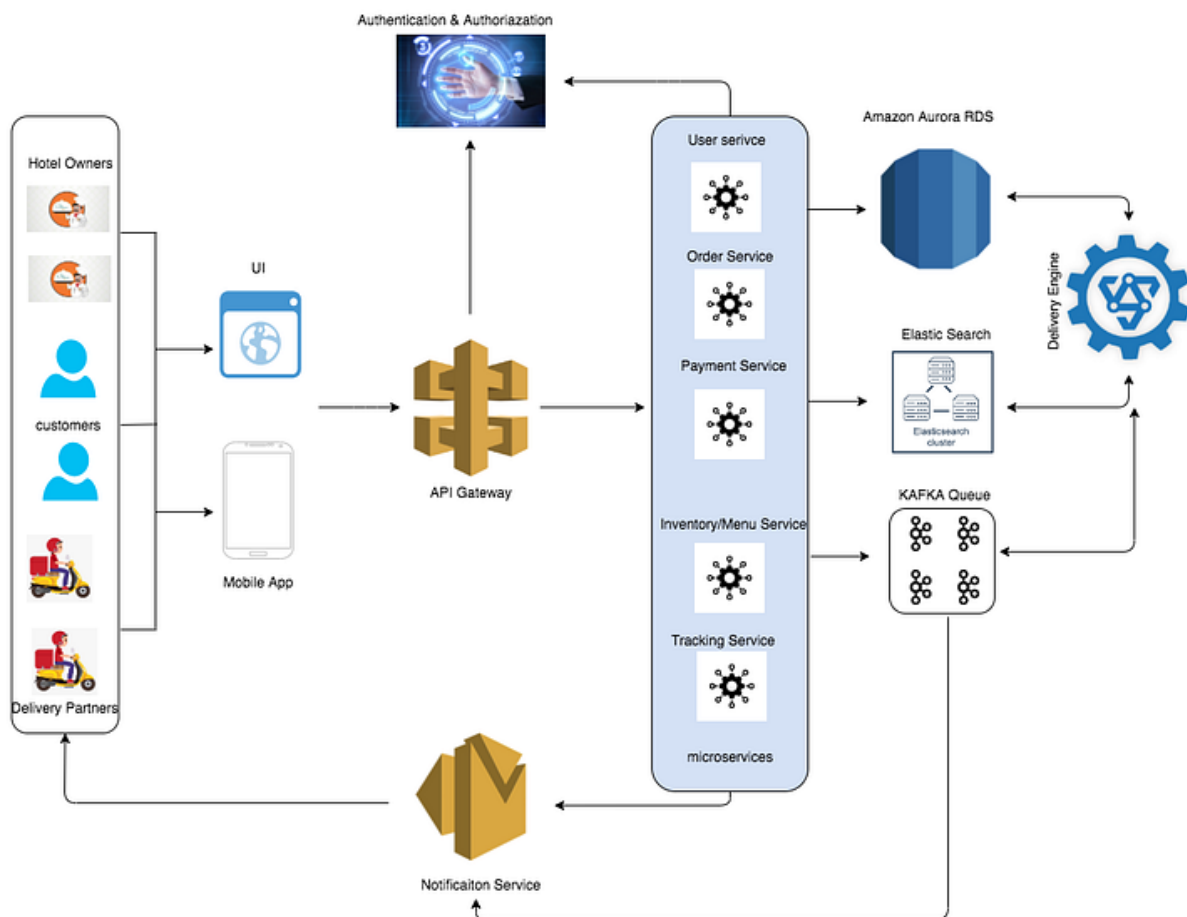 Authentication & Authoriazation
Hotel Owners
customers
Delivery Partners
UI
Mobile App
API Gateway
User serivce
Order Service
Payment Service
Inventory/Menu Service
Tracking Service
microservices
Amazon Aurora RDS
Elastic Search
Elasticsearch
cluster
KAFKA Queue
Delivery Engine
Notificaiton Service